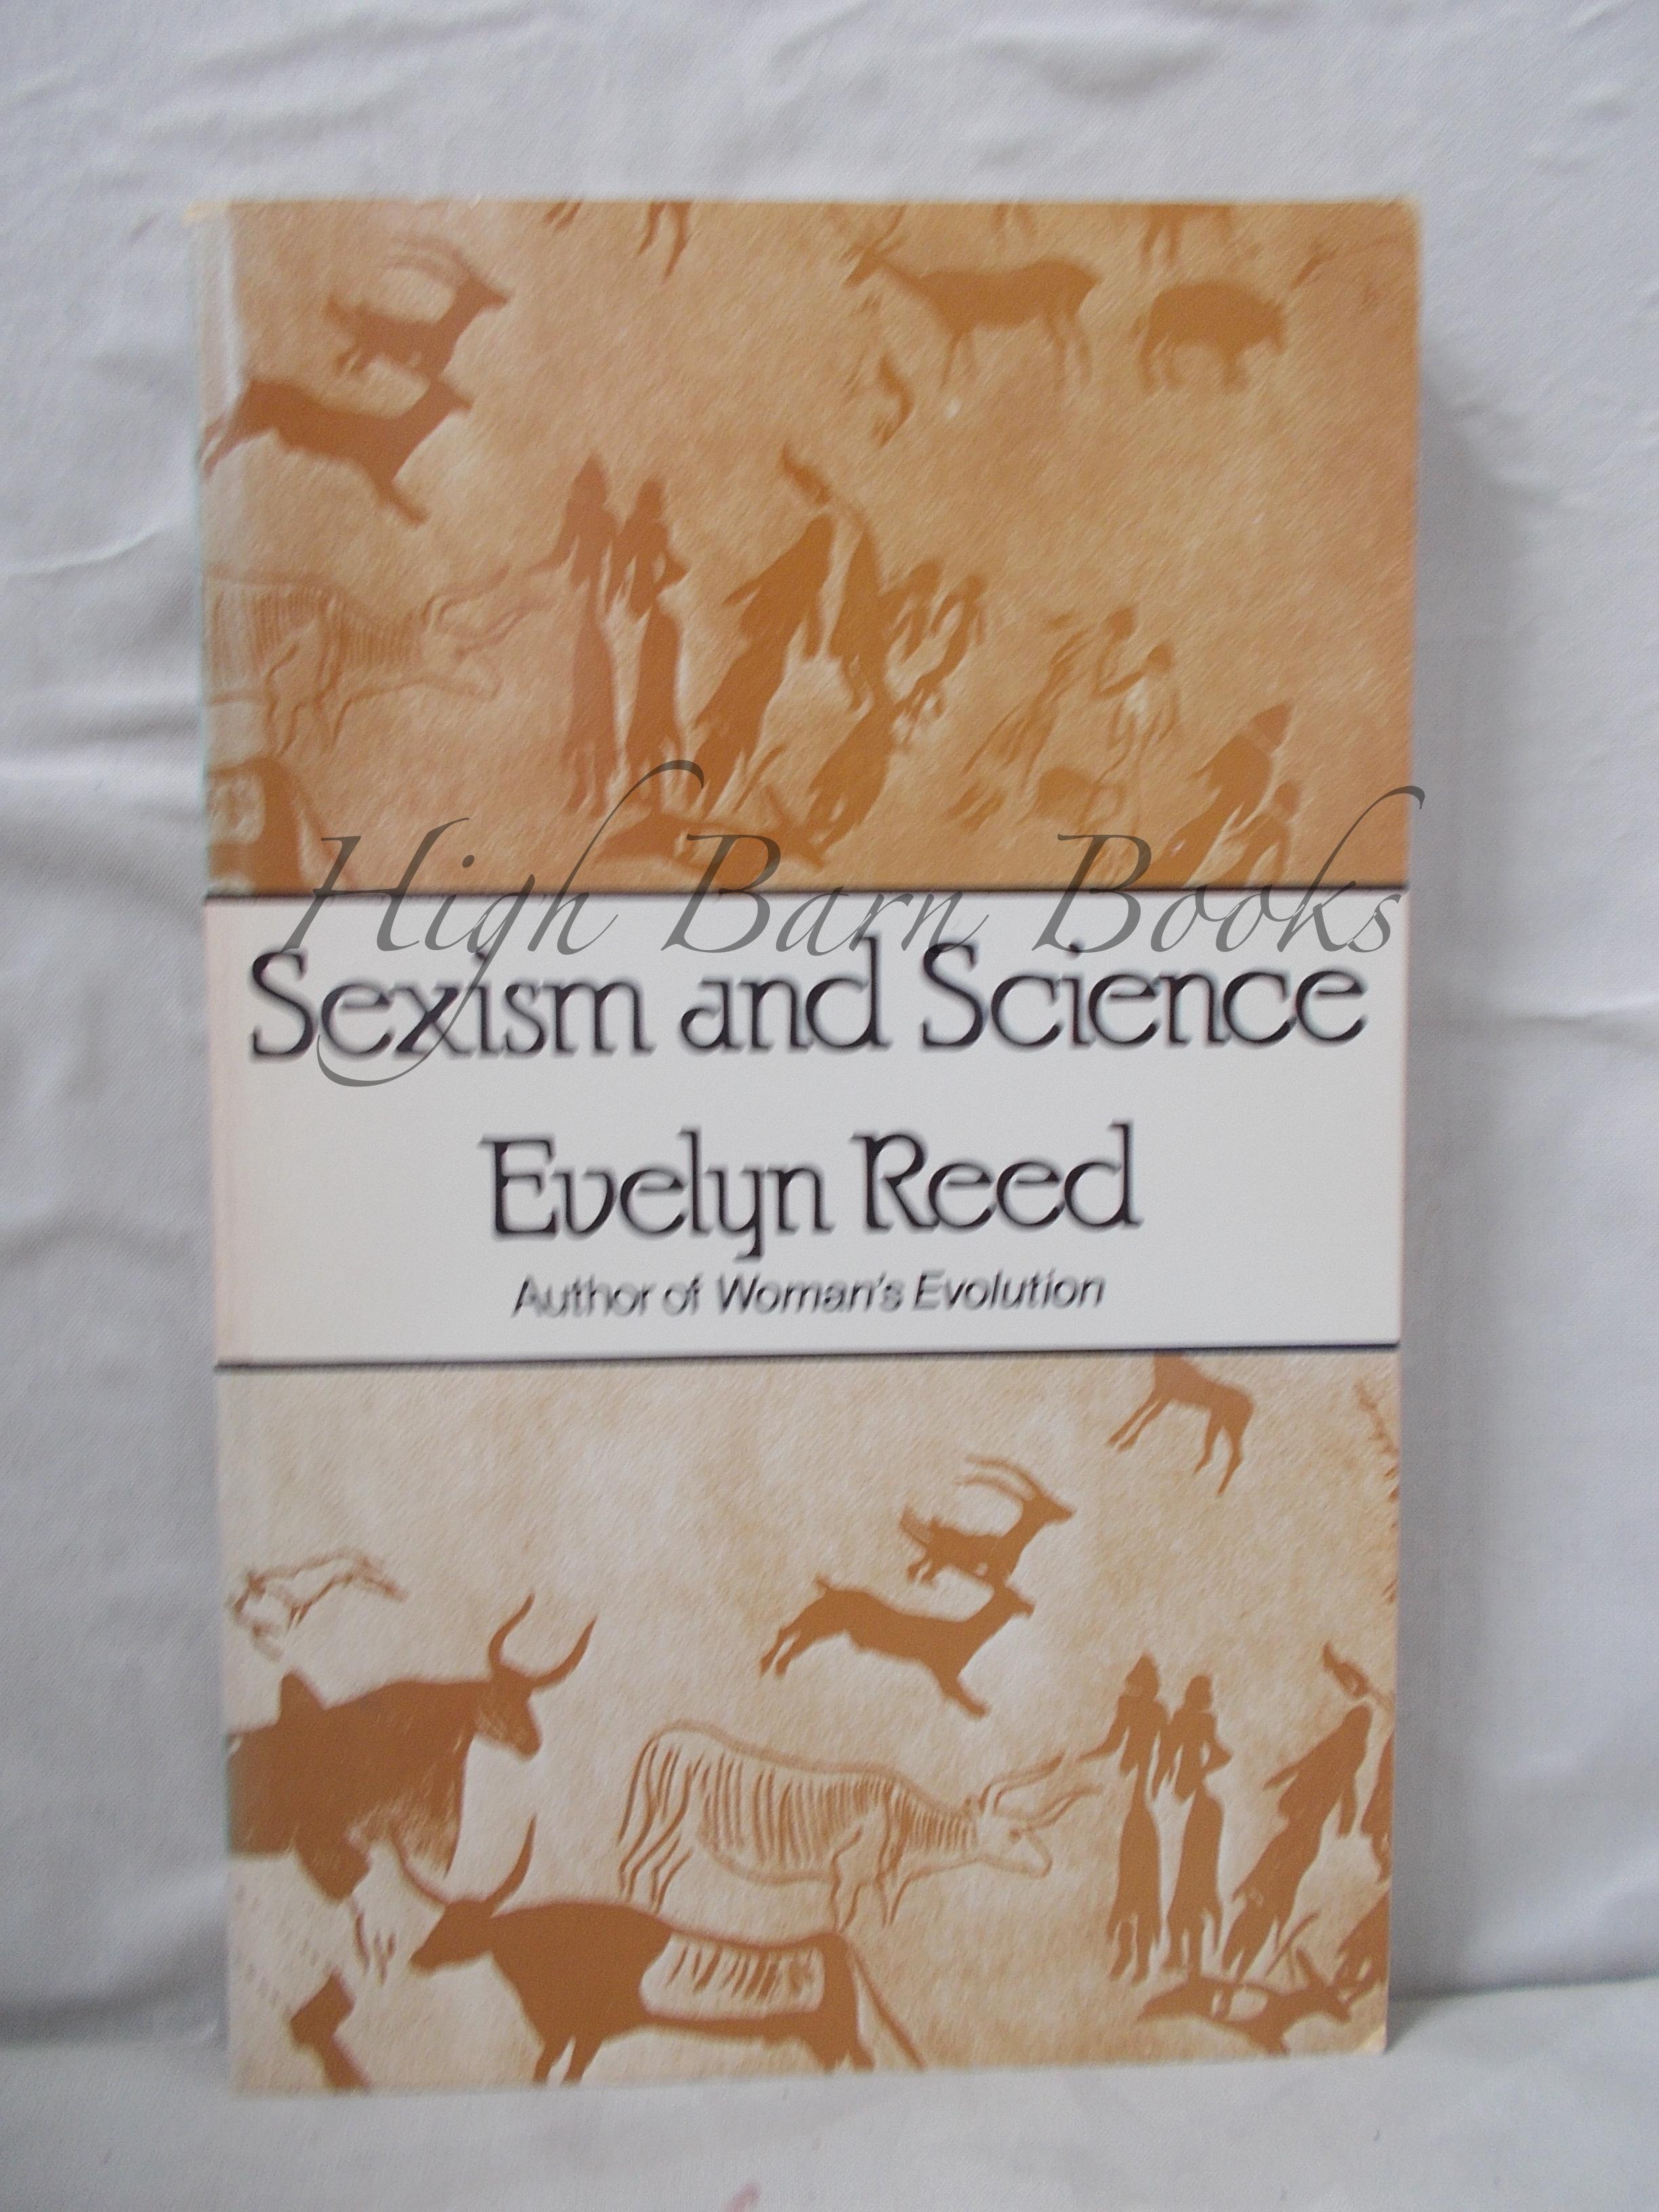 High Barn Books
Sexism and Science
Evelyn Reed
Author of Woman's Evolution